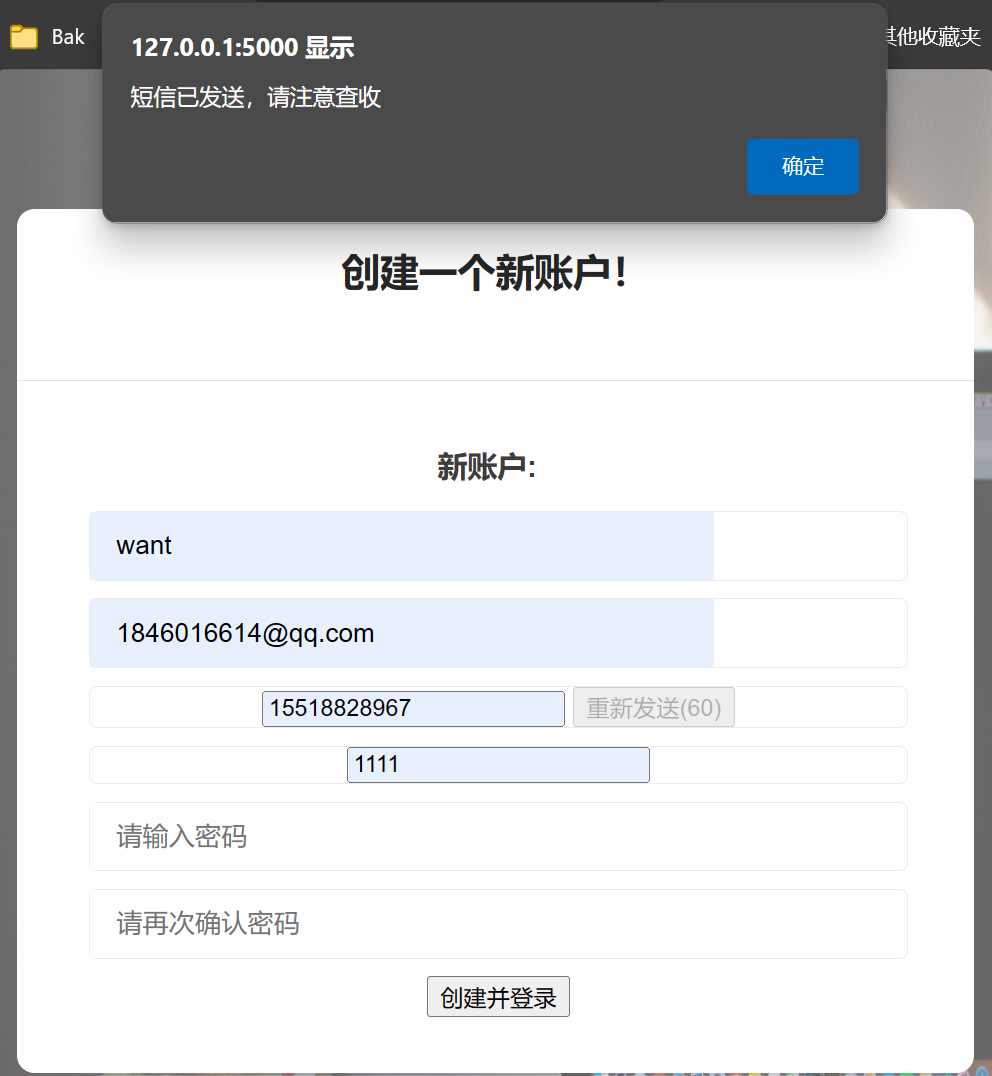 Bak
其他收藏夹
127.0.0.1:5000 显示
短信已发送，请注意查收
确定
创建一个新账户!
新账户:
want
1846016614@qq.com
15518828967 重新发送(60)
1111
请输入密码
请再次确认密码
创建并登录